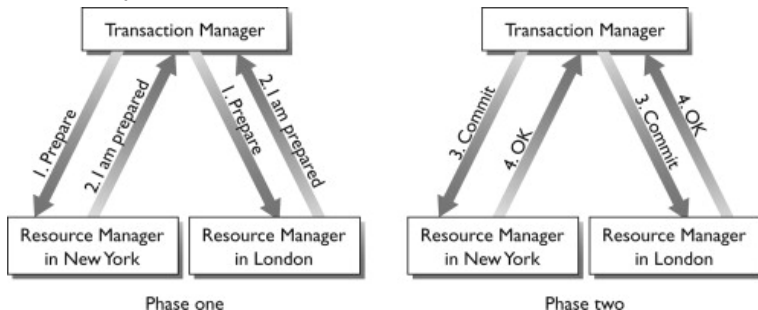 Transaction Manager
1. Prepare
2. I am prepared
1. Prepare
2. I am prepared
Resource Manager
in New York
Resource Manager
in London
Phase one
Transaction Manager
3. Commit
4. OK
3. Commit
4. OK
Resource Manager
in New York
Resource Manager
in London
Phase two